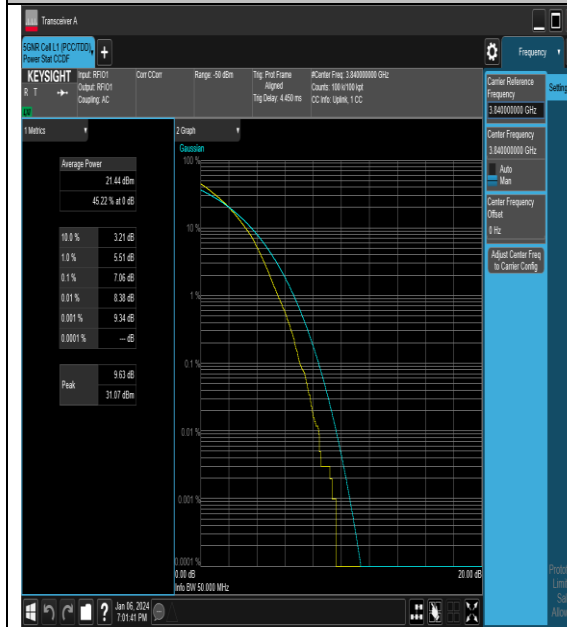 Transceiver A
5GNR Cell L1 (PCC/TDD),
Power Stat CCDF
+
Frequency
KEYSIGHT
R T
Input: RFIO1
Output: RFIO1
Coupling: AC
Corr CCorr
Range: -50 dBm
Trig: Prot Frame
Aligned
Trig Delay: 4.450 ms
#Center Freq: 3.840000000 GHz
Counts: 100 k/100 kpt
CC Info: Uplink, 1 CC
Carrier Reference
Frequency
3.840000000 GHz
Setting
Center Frequency
3.840000000 GHz
Auto
Man
Center Frequency
Offset
0 Hz
Adjust Center Freq
to Carrier Config
1 Metrics
Average Power
21.44 dBm
45.22 % at 0 dB
10.0 % 3.21 dB
1.0 % 5.51 dB
0.1 % 7.06 dB
0.01 % 8.38 dB
0.001 % 9.34 dB
0.0001 % --- dB
Peak
9.63 dB
31.07 dBm
2 Graph
Gaussian
100 %
10 %
1 %
0.1 %
0.01 %
0.001 %
0.0001 %
0.00 dB
20.00 dB
Info BW 50.000 MHz
?
Jan 06, 2024
7:01:41 PM